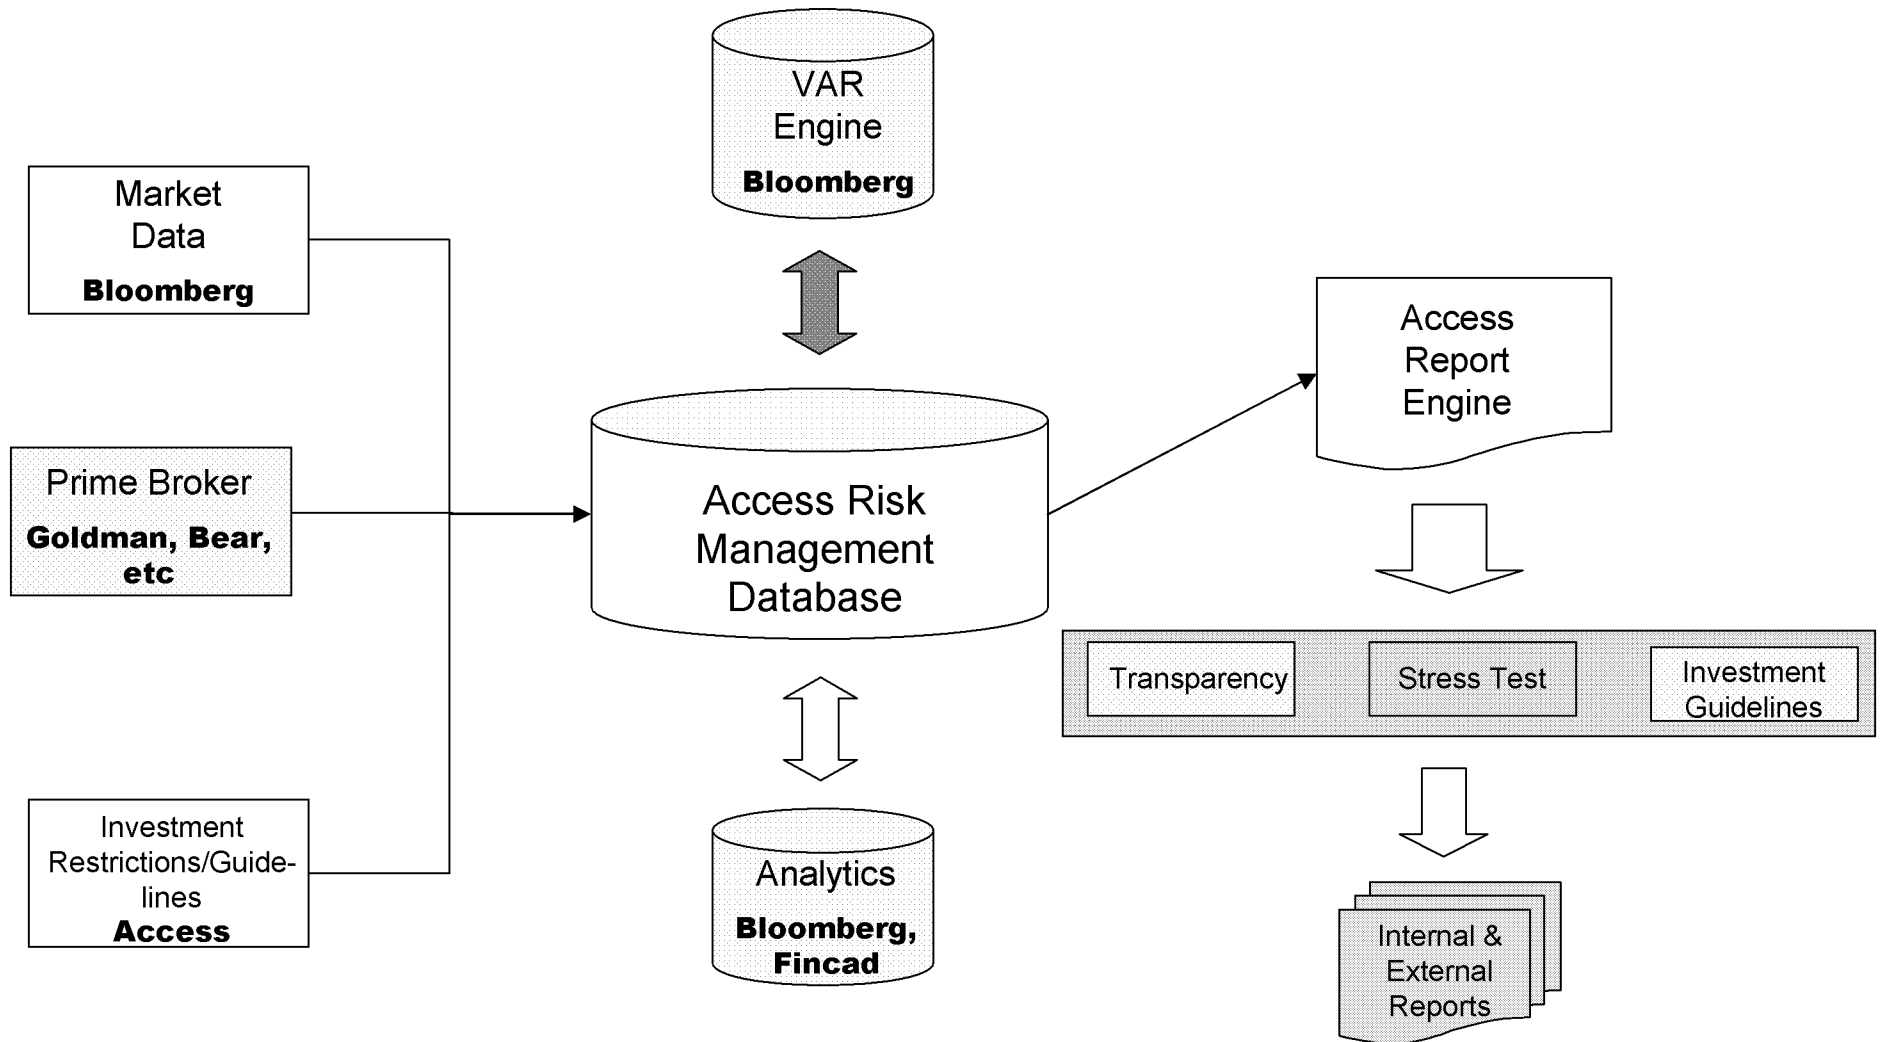 VAR
Engine
Bloomberg
Market
Data
Bloomberg
Prime Broker
Goldman, Bear,
etc
Investment
Restrictions/Guide-
lines
Access
Access Risk
Management
Database
Analytics
Bloomberg,
Fincad
Access
Report
Engine
Transparency
Stress Test
Investment
Guidelines
Internal &
External
Reports